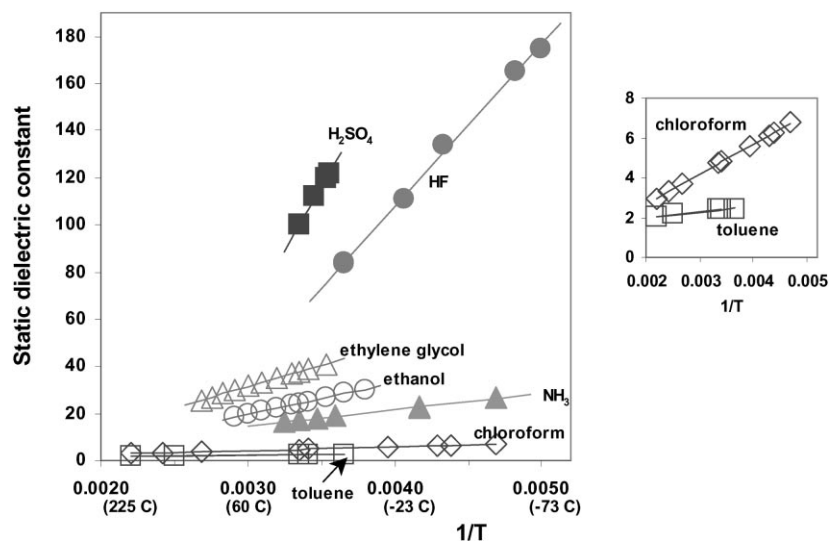 Static dielectric constant
180
160
140
120
100
80
60
40
20
0
H₂SO₄
HF
ethylene glycol
ethanol
NH₃
chloroform
toluene
0.0020 0.0030 0.0040 0.0050
(225 C) (60 C) (-23 C) (-73 C)
1/T
8
6
4
2
0
chloroform
toluene
0.002 0.003 0.004 0.005
1/T